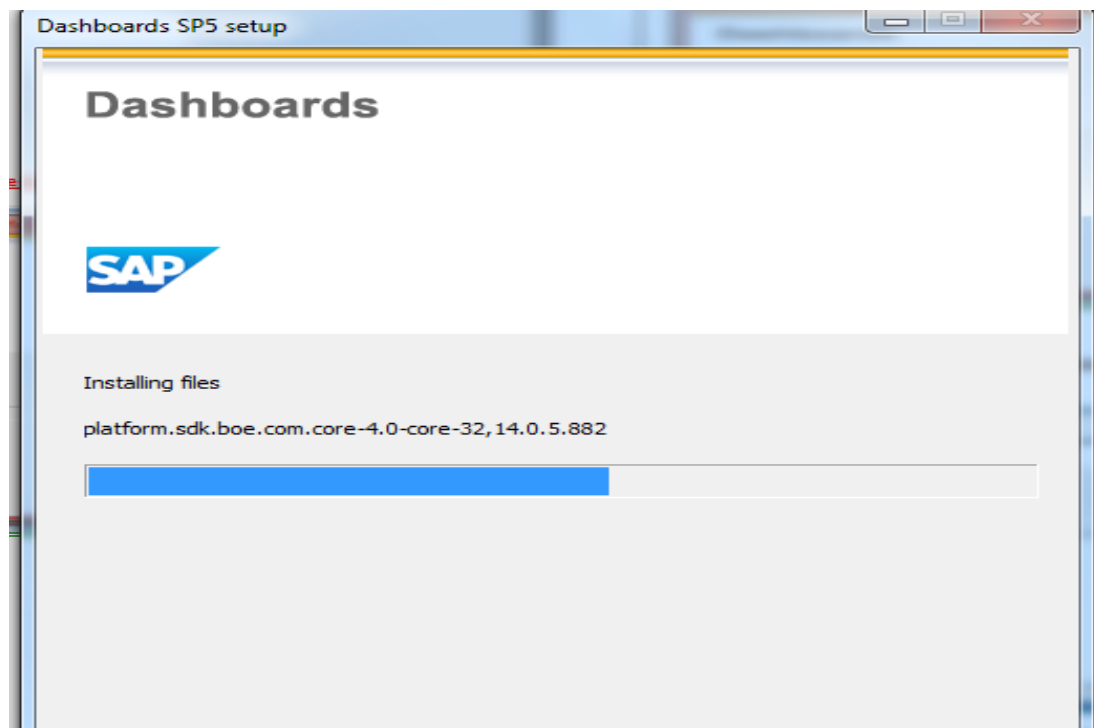 Dashboards SP5 setup
Dashboards
SAP
Installing files
platform.sdk.boe.com.core-4.0-core-32,14.0.5.882